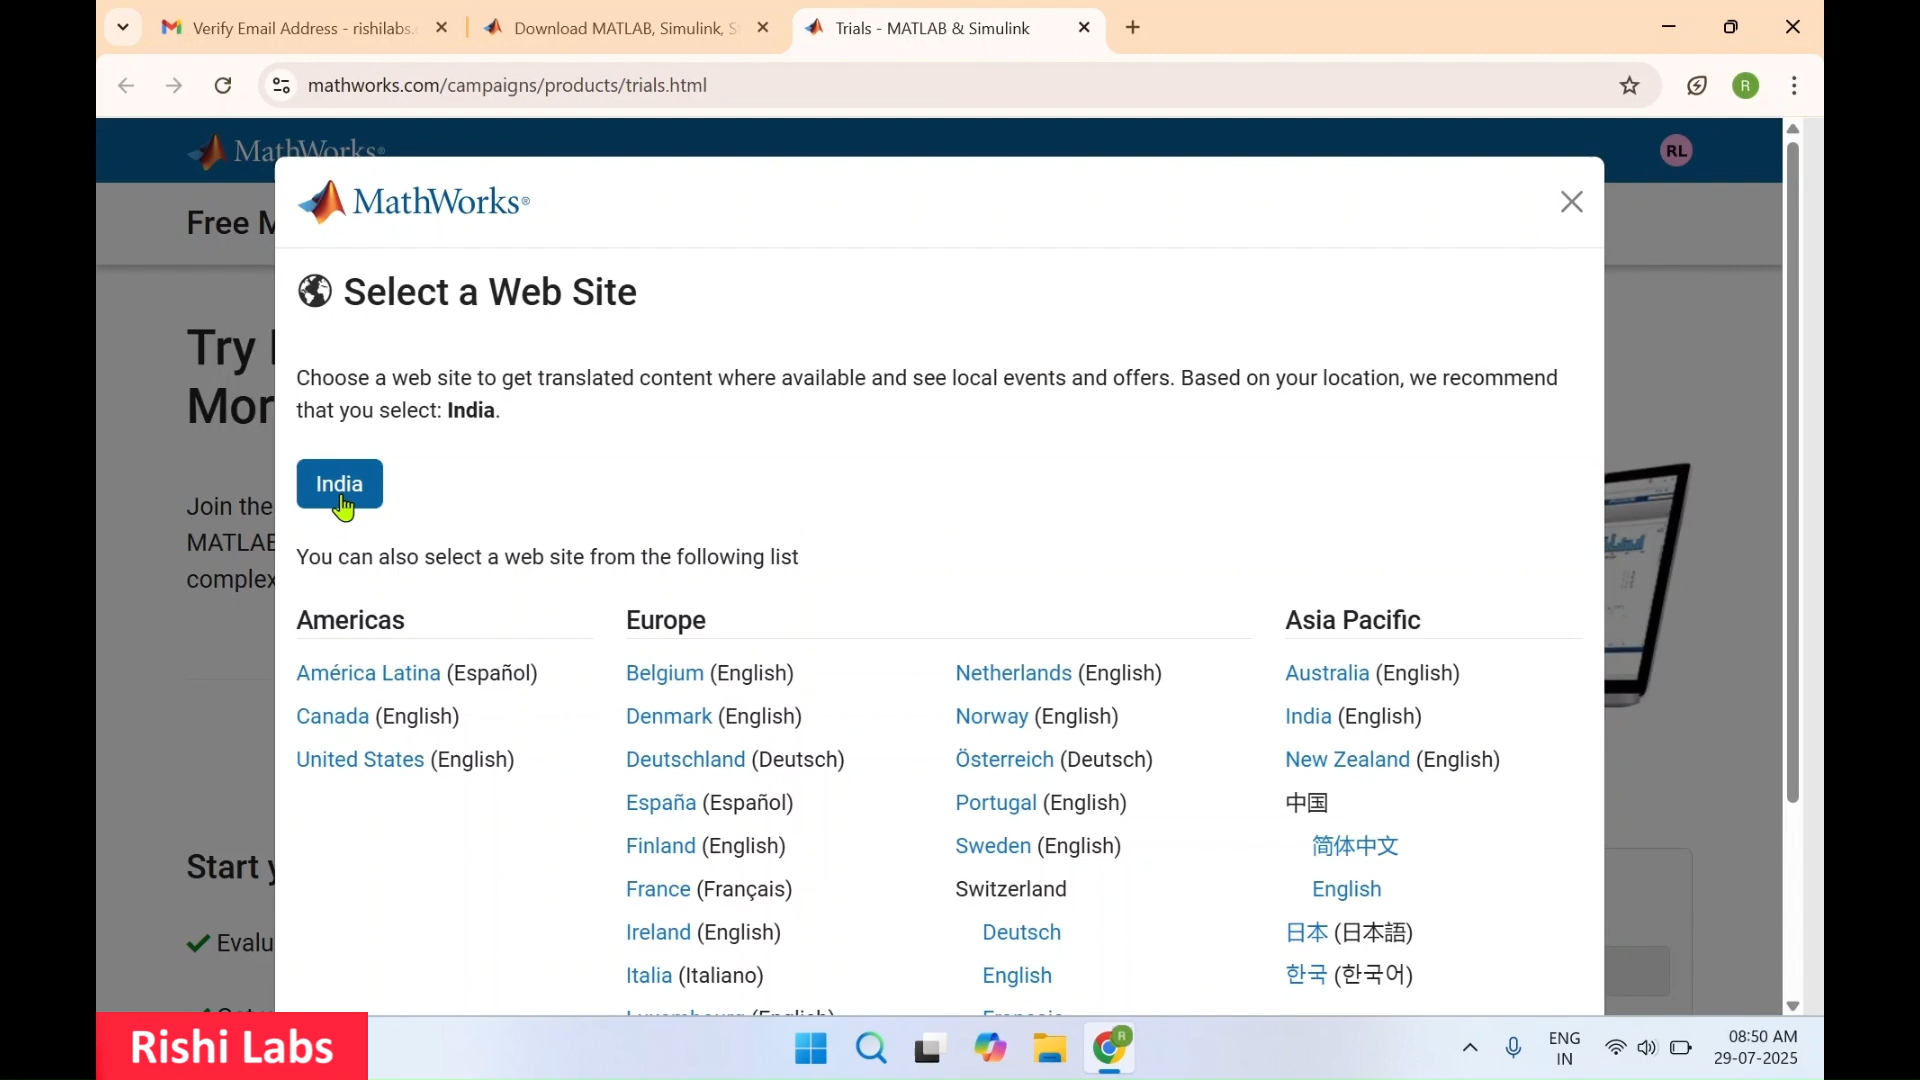 Verify Email Address - rishilabs.
Download MATLAB, Simulink, S
Trials - MATLAB & Simulink
mathworks.com/campaigns/products/trials.html
R
MathWorks®
RL
MathWorks®
Free M
Select a Web Site
Try
Mor
Choose a web site to get translated content where available and see local events and offers. Based on your location, we recommend
that you select: India.
India
Join the
MATLAB
complex
You can also select a web site from the following list
Americas
América Latina (Español)
Canada (English)
United States (English)
Europe
Belgium (English)
Denmark (English)
Deutschland (Deutsch)
España (Español)
Finland (English)
France (Français)
Ireland (English)
Italia (Italiano)
Luxembourg (English)
Netherlands (English)
Norway (English)
Österreich (Deutsch)
Portugal (English)
Sweden (English)
Switzerland
Deutsch
English
Français
Asia Pacific
Australia (English)
India (English)
New Zealand (English)
中国
简体中文
English
日本 (日本語)
한국 (한국어)
Start y
Evalu
Rishi Labs
R
ENG
IN
08:50 AM
29-07-2025